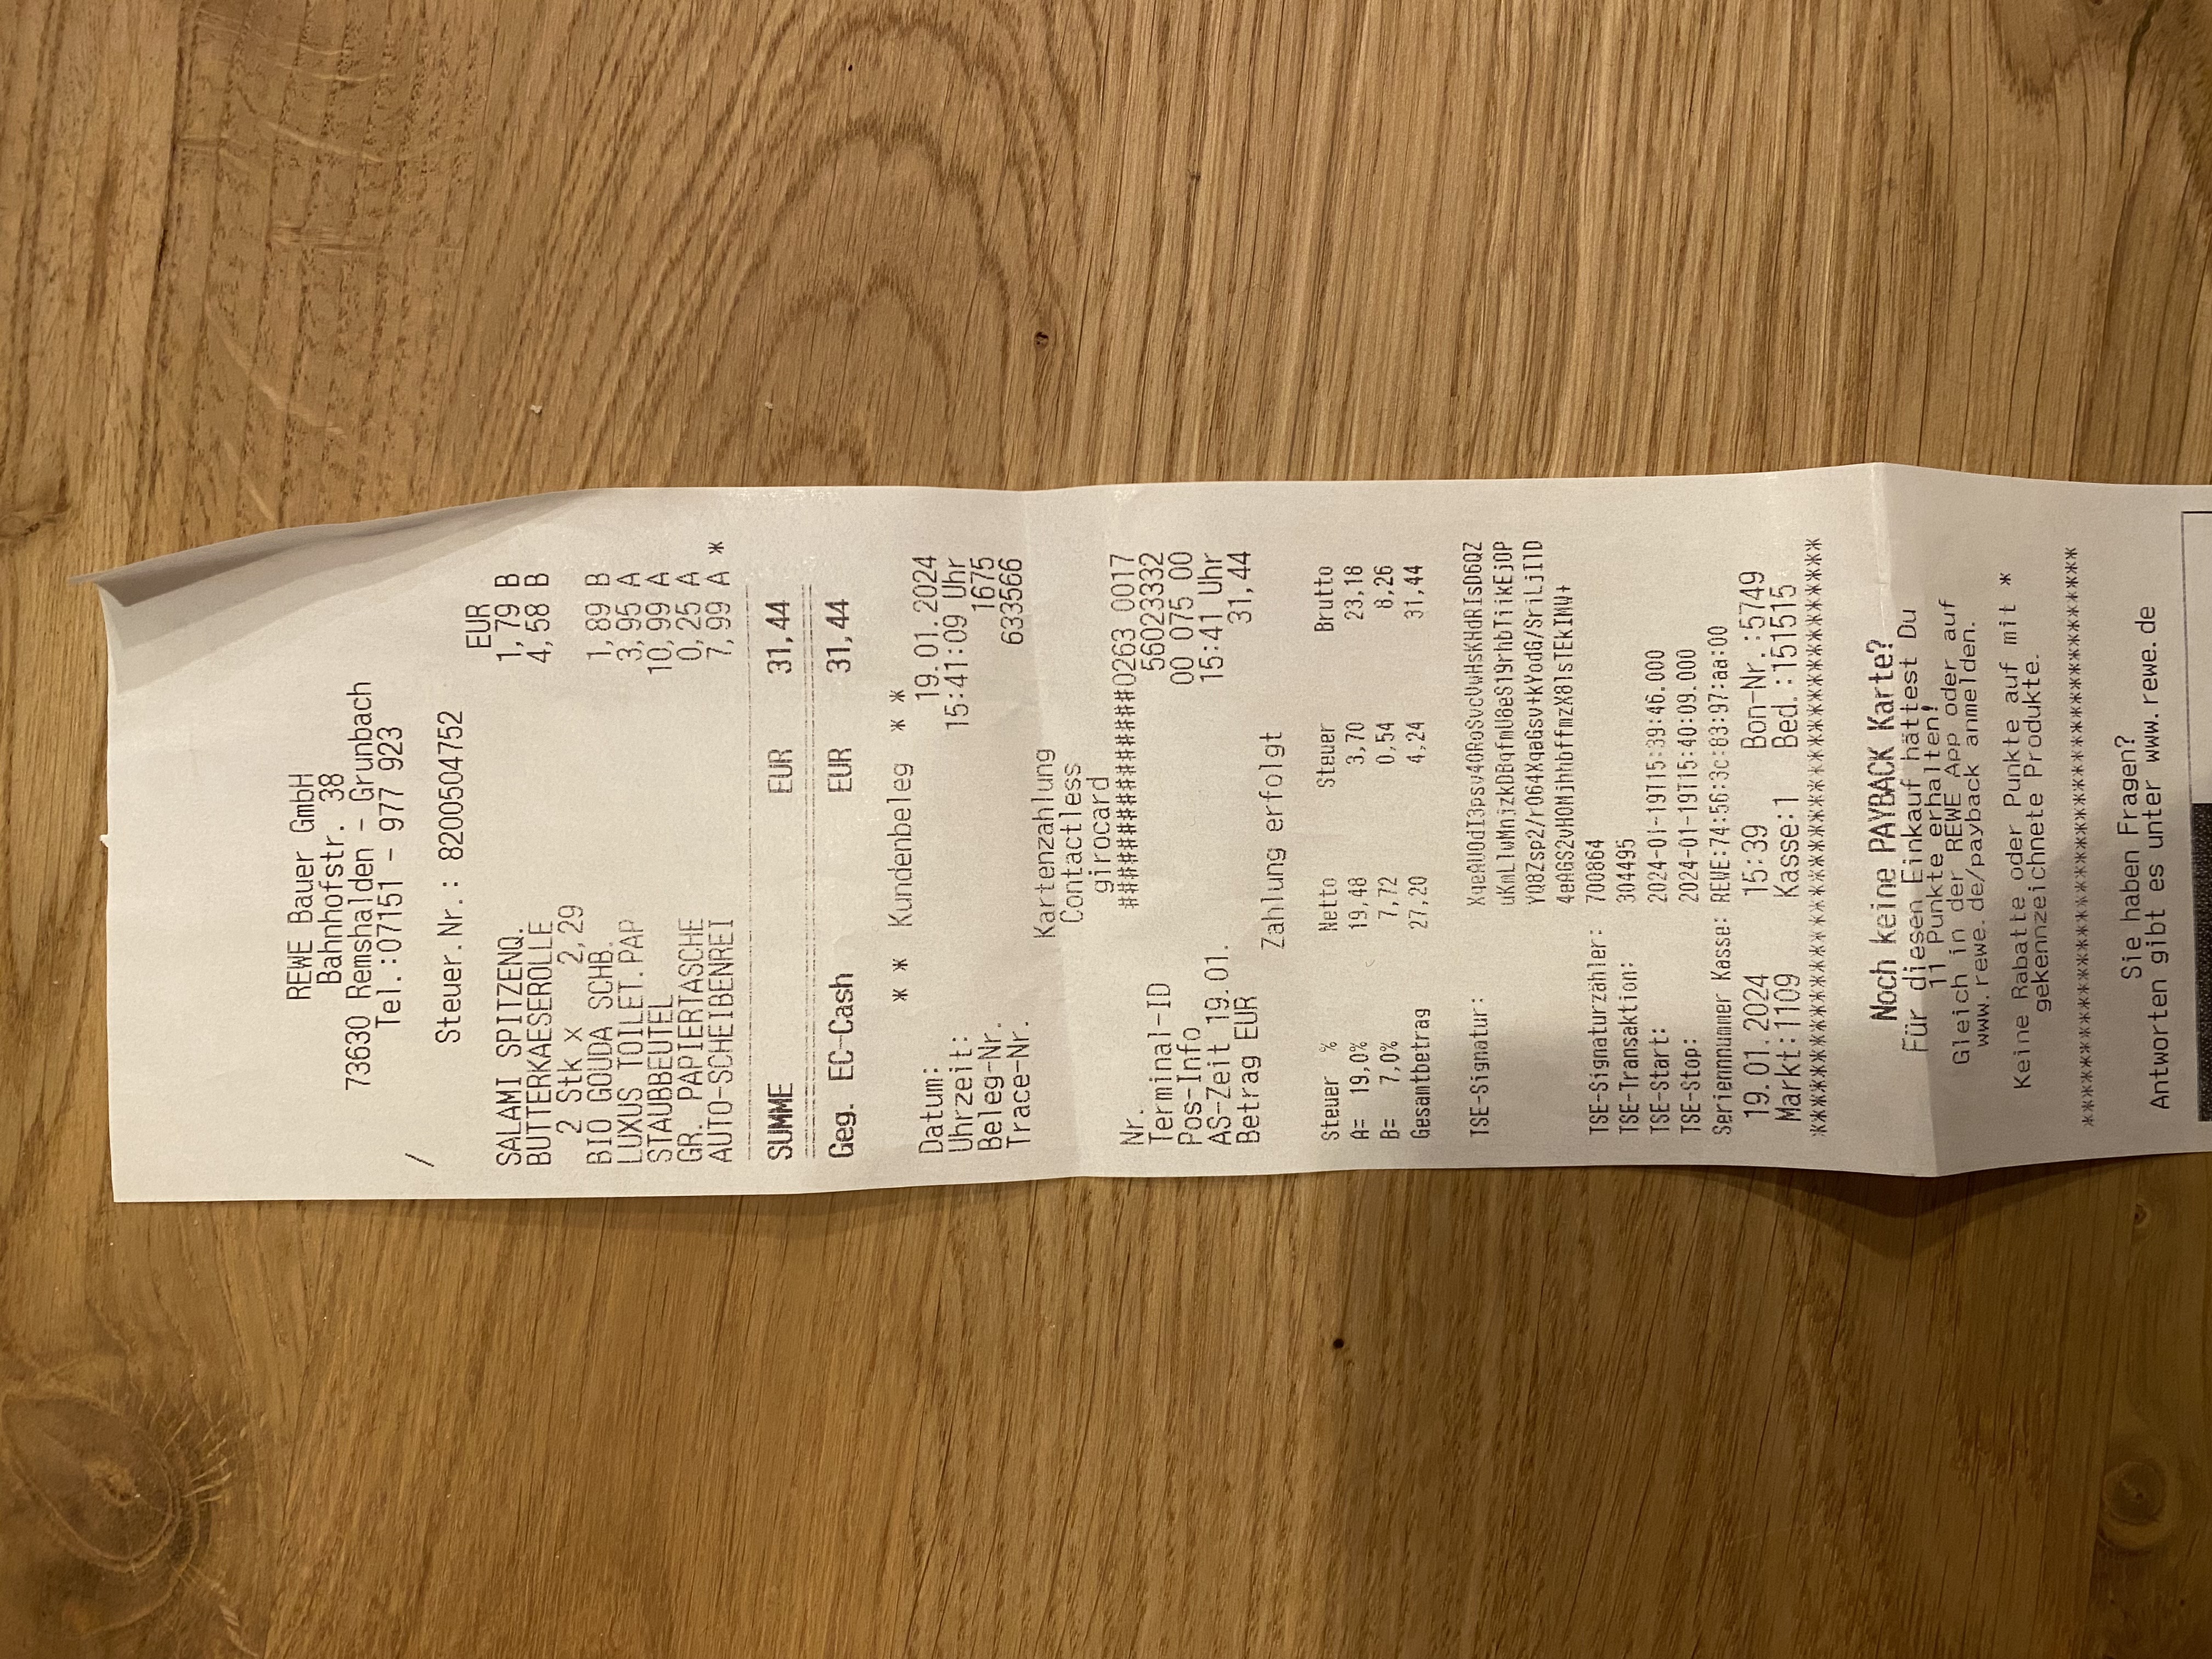 REWE Bauer GmbH
Bahnhofstr. 38
73630 Remshalden - Grunbach
Tel.:07151 - 977 923
/
Steuer.Nr.: 8200504752
EUR
SALAMI SPITZENQ. 1,79 B
BUTTERKAESEROLLE 4,58 B
2 Stk x 2,29
BIO GOUDA SCHB. 1,89 B
LUXUS TOILET.PAP 3,95 A
STAUBBEUTEL 10,99 A
GR. PAPIERTASCHE 0,25 A
AUTO-SCHEIBENREI 7,99 A *
SUMME EUR 31,44
Geg. EC-Cash EUR 31,44
* * Kundenbeleg * *
Datum: 19.01.2024
Uhrzeit: 15:41:09 Uhr
Beleg-Nr. 1675
Trace-Nr. 633566
Kartenzahlung
Contactless
girocard
Nr. ##############0263 0017
Terminal-ID 56023332
Pos-Info 00 075 00
AS-Zeit 19.01. 15:41 Uhr
Betrag EUR 31,44
Zahlung erfolgt
Steuer % Netto Steuer Brutto
A= 19,0% 19,48 3,70 23,18
B= 7,0% 7,72 0,54 8,26
Gesamtbetrag 27,20 4,24 31,44
TSE-Signatur:
TSE-Signaturzähler: 700864
TSE-Transaktion: 304495
TSE-Start: 2024-01-19T15:39:46.000
TSE-Stop: 2024-01-19T15:40:09.000
Seriennnummer Kasse: REWE:74:56:3c:83:97:aa:00
19.01.2024 15:39 Bon-Nr.:5749
Markt:1109 Kasse:1 Bed.:151515
****************************************
Noch keine PAYBACK Karte?
Für diesen Einkauf hättest Du
11 Punkte erhalten!
Gleich in der REWE App oder auf
www.rewe.de/payback anmelden.
Keine Rabatte oder Punkte auf mit *
gekennzeichnete Produkte.
****************************************
Sie haben Fragen?
Antworten gibt es unter www.rewe.de